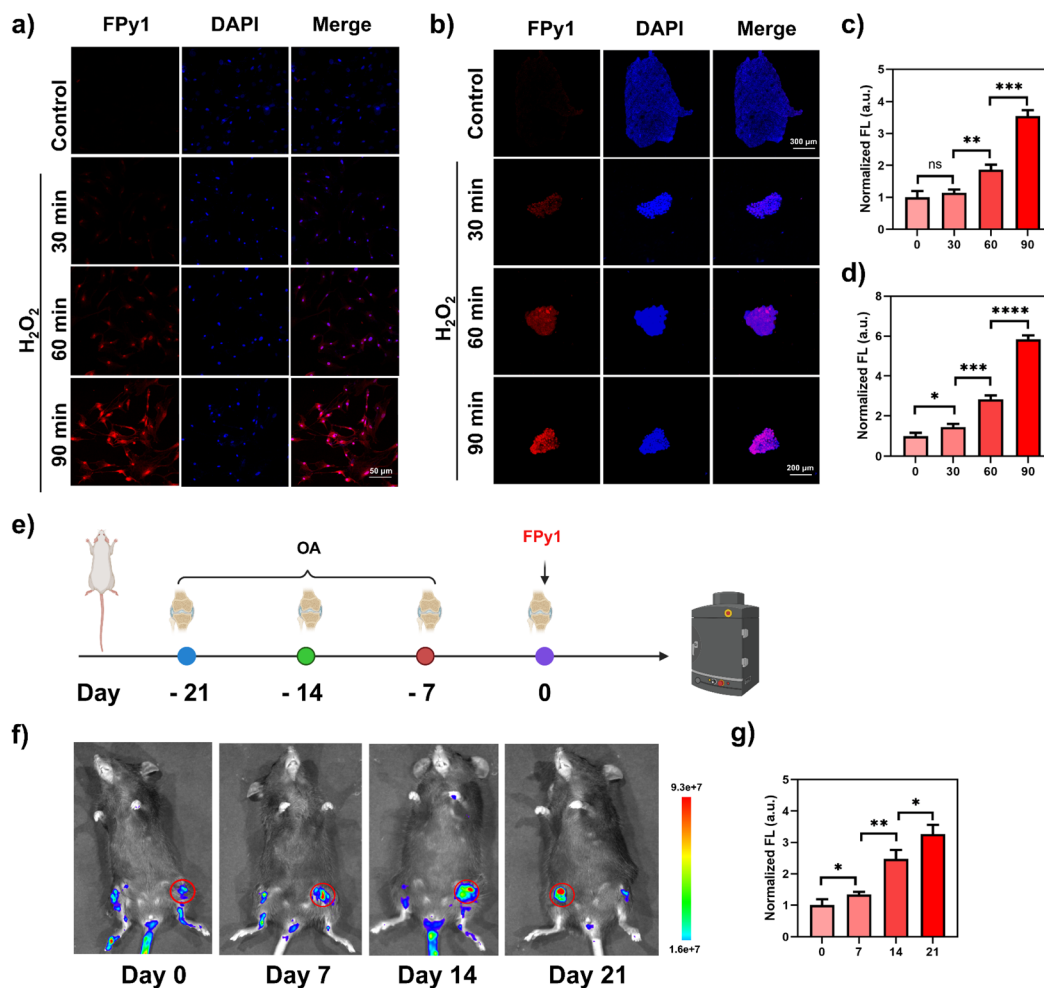 a)
FPy1 DAPI Merge
Control
30 min
60 min
90 min
H2O2
50 μm
b)
FPy1 DAPI Merge
Control
300 μm
30 min
60 min
90 min
H2O2
200 μm
c)
Normalized FL (a.u.)
5
4
3
2
1
0
ns
**
***
0 30 60 90
d)
Normalized FL (a.u.)
8
6
4
2
0
*
***
****
0 30 60 90
e)
OA
FPy1
Day - 21 - 14 - 7 0
f)
9.3e+7
1.6e+7
Day 0 Day 7 Day 14 Day 21
g)
Normalized FL (a.u.)
5
4
3
2
1
0
*
**
*
0 7 14 21